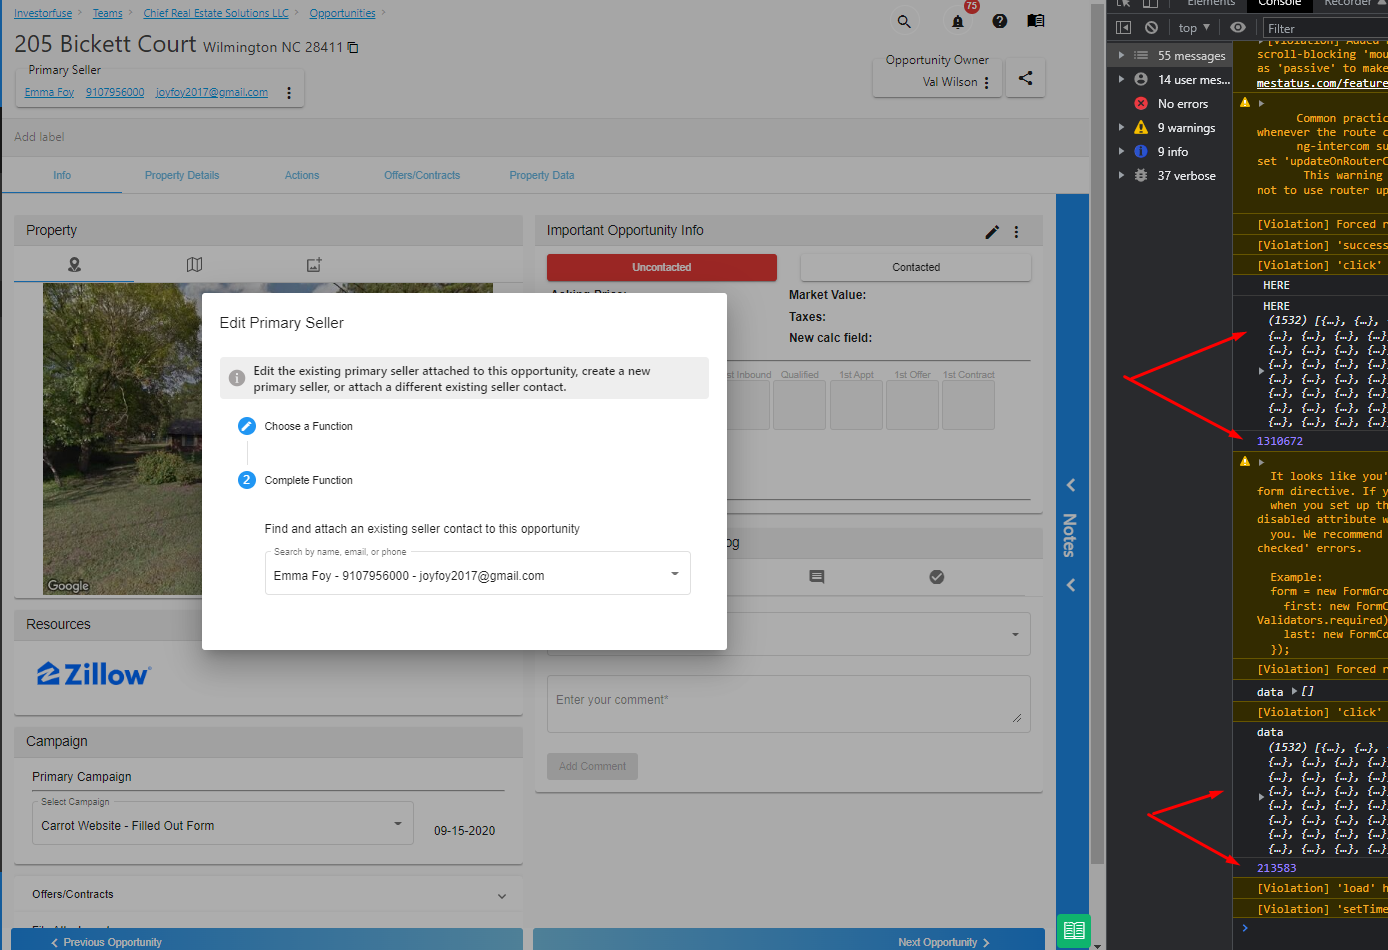 Investorfuse > Teams > Chief Real Estate Solutions LLC > Opportunities >
205 Bickett Court Wilmington NC 28411
75
Primary Seller
Emma Foy 9107956000 joyfoy2017@gmail.com
Opportunity Owner
Val Wilson
Add label
Info Property Details Actions Offers/Contracts Property Data
Property
Google
Resources
Zillow
Campaign
Primary Campaign
Select Campaign
Carrot Website - Filled Out Form
09-15-2020
Offers/Contracts
Previous Opportunity
Important Opportunity Info
Uncontacted Contacted
Market Value:
Taxes:
New calc field:
st Inbound Qualified 1st Appt 1st Offer 1st Contract
og
Enter your comment*
Add Comment
Next Opportunity
Notes
Edit Primary Seller
Edit the existing primary seller attached to this opportunity, create a new
primary seller, or attach a different existing seller contact.
Choose a Function
2 Complete Function
Find and attach an existing seller contact to this opportunity
Search by name, email, or phone
Emma Foy - 9107956000 - joyfoy2017@gmail.com
Elements Console Recorder
top ▼ Filter
55 messages
14 user mes...
No errors
9 warnings
9 info
37 verbose
[Violation] Added
scroll-blocking 'mou
as 'passive' to make
mestatus.com/feature
Common practic
whenever the route c
ng-intercom su
set 'updateOnRouterC
This warning
not to use router up
[Violation] Forced r
[Violation] 'success
[Violation] 'click'
HERE
HERE
(1532) [{…}, {…},
{…}, {…}, {…}, {…}
{…}, {…}, {…}, {…}
{…}, {…}, {…}, {…}
{…}, {…}, {…}, {…}
{…}, {…}, {…}, {…}
{…}, {…}, {…}, {…}
{…}, {…}, {…}, {…}
1310672
It looks like you'
form directive. If y
when you set up th
disabled attribute w
you. We recommend
checked' errors.
Example:
form = new FormGro
first: new FormC
Validators.required)
last: new FormCo
});
[Violation] Forced r
data []
[Violation] 'click'
data
(1532) [{…}, {…},
{…}, {…}, {…}, {…}
{…}, {…}, {…}, {…}
{…}, {…}, {…}, {…}
{…}, {…}, {…}, {…}
{…}, {…}, {…}, {…}
{…}, {…}, {…}, {…}
{…}, {…}, {…}, {…}
213583
[Violation] 'load' h
[Violation] 'setTime